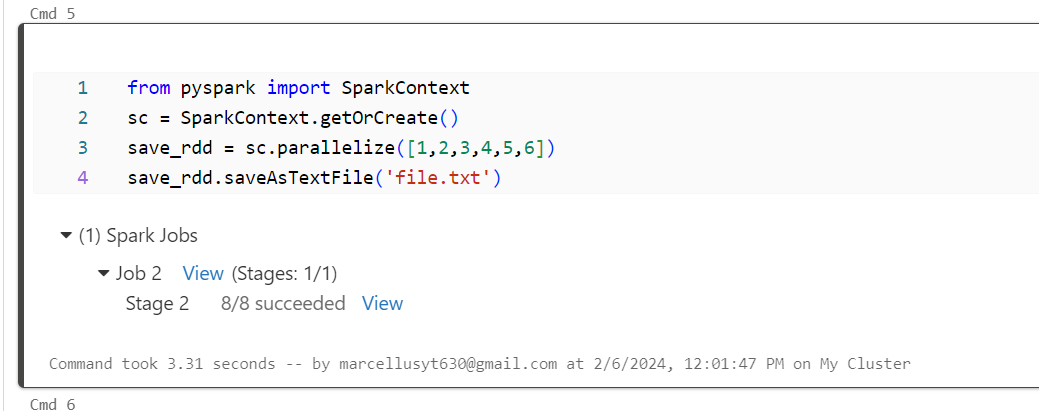 Cmd 5
1 from pyspark import SparkContext
2 sc = SparkContext.getOrCreate()
3 save_rdd = sc.parallelize([1,2,3,4,5,6])
4 save_rdd.saveAsTextFile('file.txt')
(1) Spark Jobs
Job 2 View (Stages: 1/1)
Stage 2 8/8 succeeded View
Command took 3.31 seconds -- by marcellusyt630@gmail.com at 2/6/2024, 12:01:47 PM on My Cluster
Cmd 6